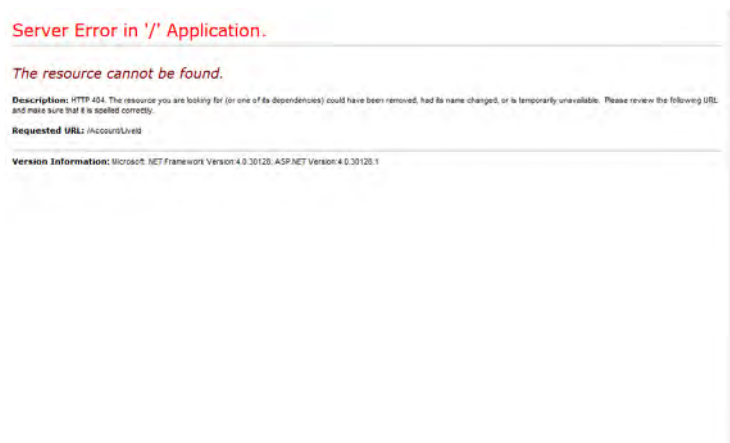 Server Error in '/' Application.
The resource cannot be found.
Description: HTTP 404. The resource you are looking for (or one of its dependencies) could have been removed, had its name changed, or is temporarily unavailable. Please review the following URL
and make sure that it is spelled correctly.
Requested URL: /Account/LiveId
Version Information: Microsoft .NET Framework Version:4.0.30128; ASP.NET Version:4.0.30128.1